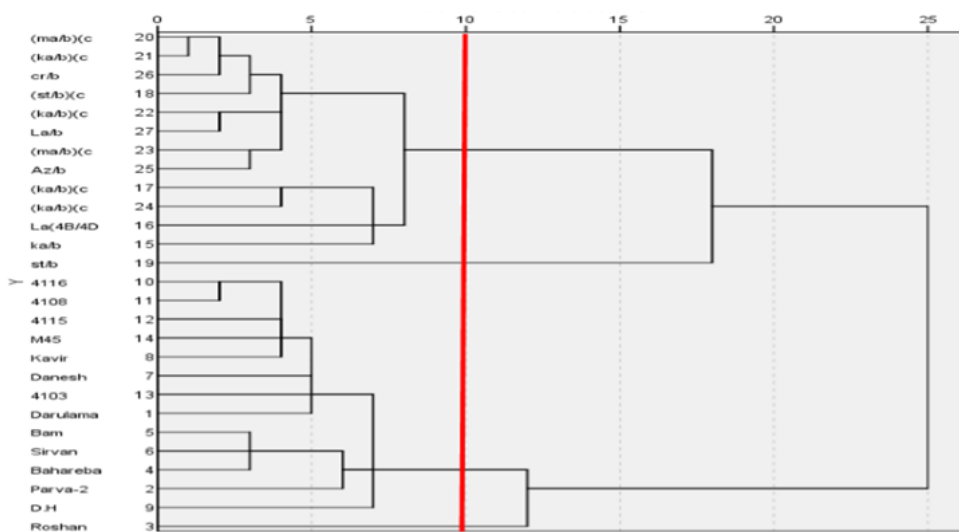 0 5 10 15 20 25
(ma/b)(c 20
(ka/b)(c 21
cr/b 26
(st/b)(c 18
(ka/b)(c 22
La/b 27
(ma/b)(c 23
Az/b 25
(ka/b)(c 17
(ka/b)(c 24
La(4B/4D 16
ka/b 15
st/b 19
Y
4116 10
4108 11
4115 12
M45 14
Kavir 8
Danesh 7
4103 13
Darulama 1
Bam 5
Sirvan 6
Bahareba 4
Parva-2 2
D.H 9
Roshan 3